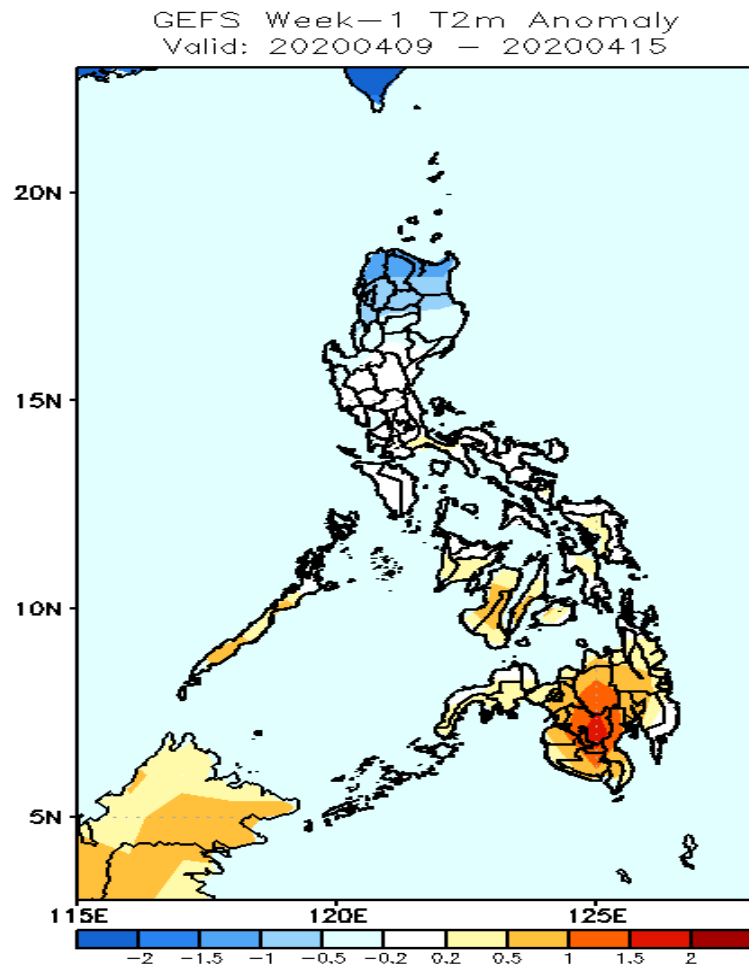 GEFS Week-1 T2m Anomaly
Valid: 20200409 - 20200415
20N
15N
10N
5N
115E 120E 125E
-2 -1.5 -1 -0.5 -0.2 0.2 0.5 1 1.5 2